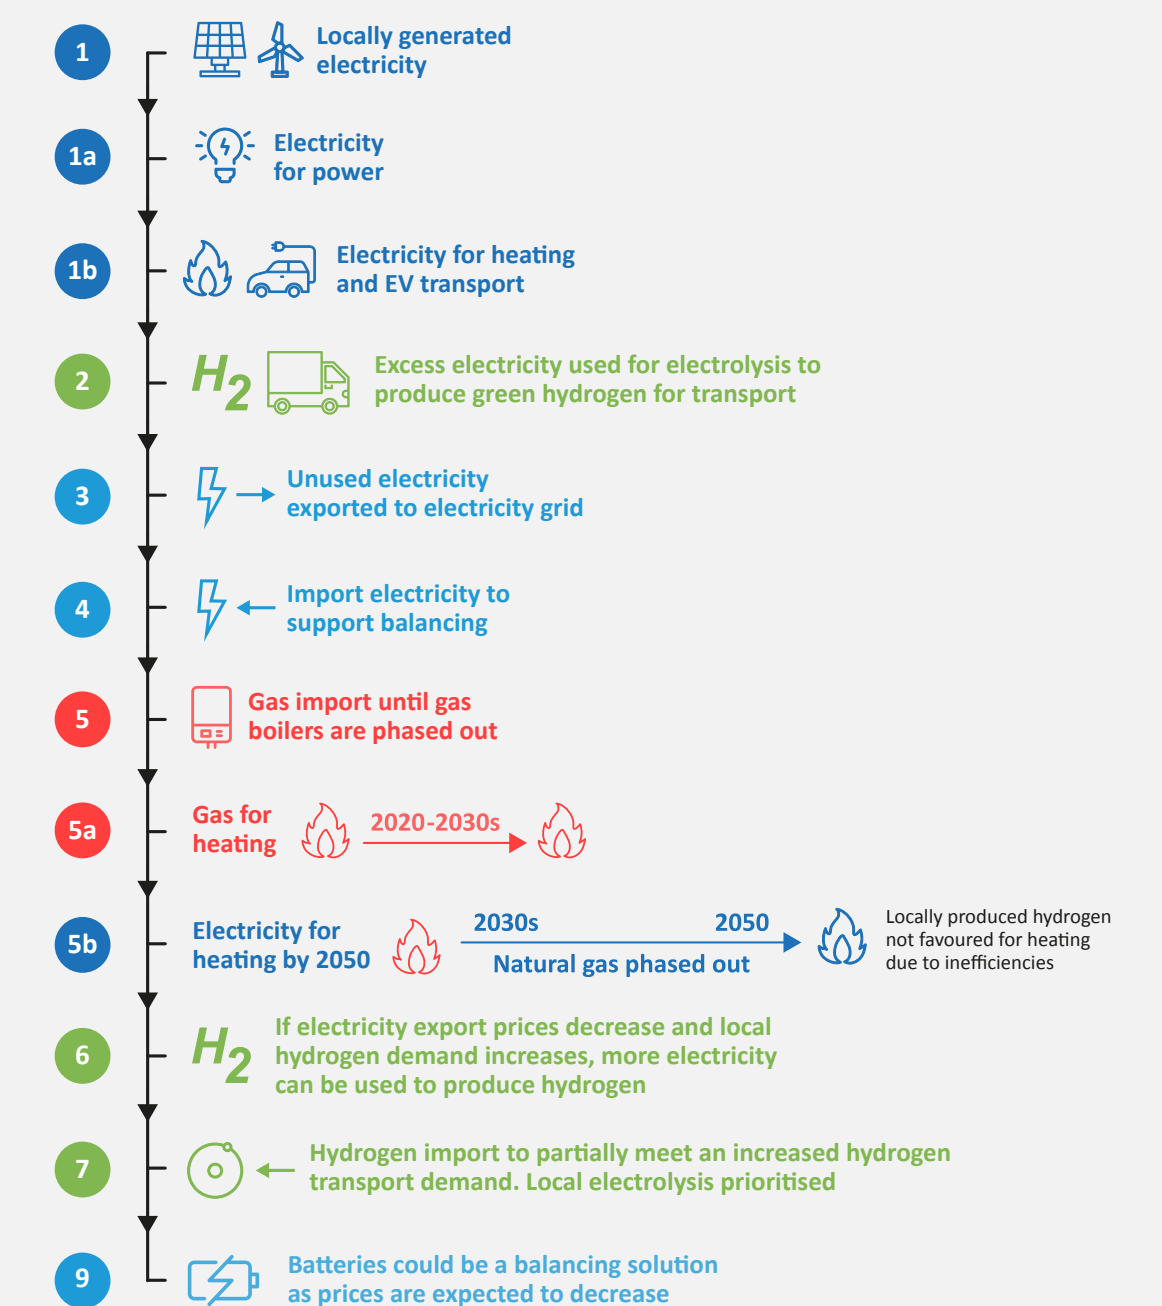 1
Locally generated
electricity
1a
Electricity
for power
1b
Electricity for heating
and EV transport
2
H2
Excess electricity used for electrolysis to
produce green hydrogen for transport
3
Unused electricity
exported to electricity grid
4
Import electricity to
support balancing
5
Gas import until gas
boilers are phased out
5a
Gas for
heating
2020-2030s
5b
Electricity for
heating by 2050
2030s
2050
Natural gas phased out
Locally produced hydrogen
not favoured for heating
due to inefficiencies
6
H2
If electricity export prices decrease and local
hydrogen demand increases, more electricity
can be used to produce hydrogen
7
Hydrogen import to partially meet an increased hydrogen
transport demand. Local electrolysis prioritised
9
Batteries could be a balancing solution
as prices are expected to decrease